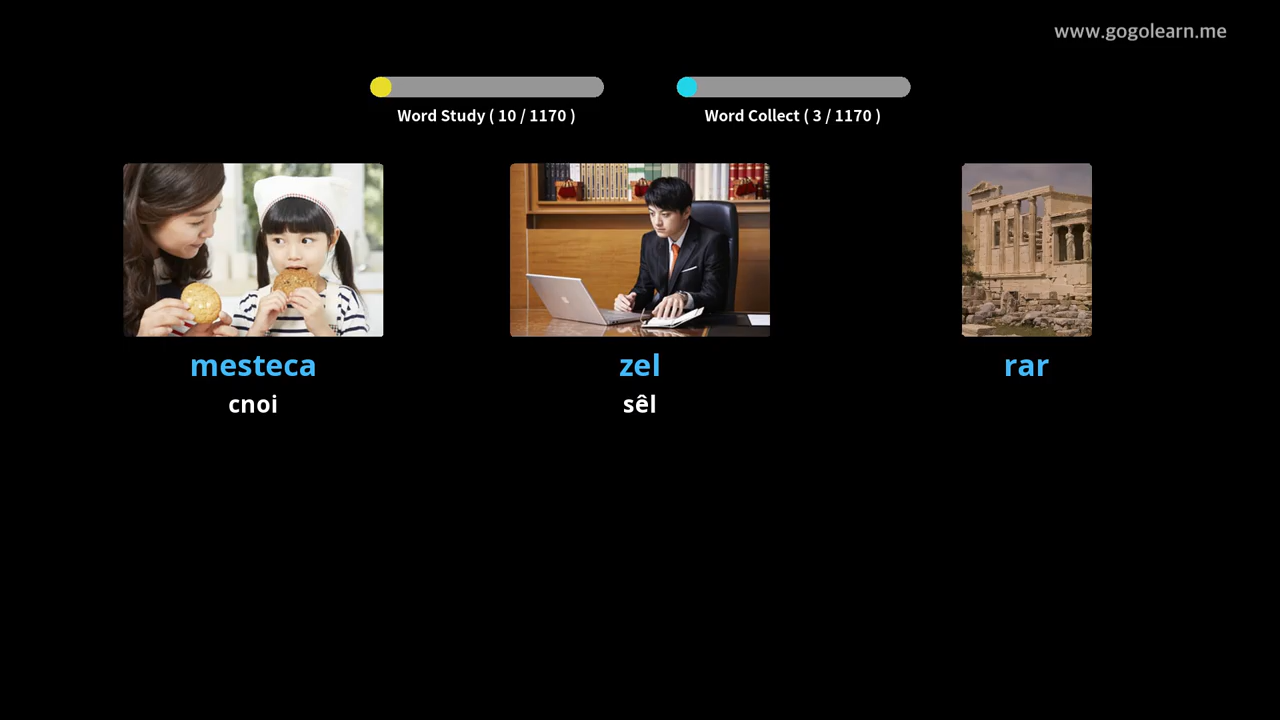 www.gogolearn.me
Word Study ( 10 / 1170 )
Word Collect ( 3 / 1170 )
mesteca
zel
rar
cnoi
sêl